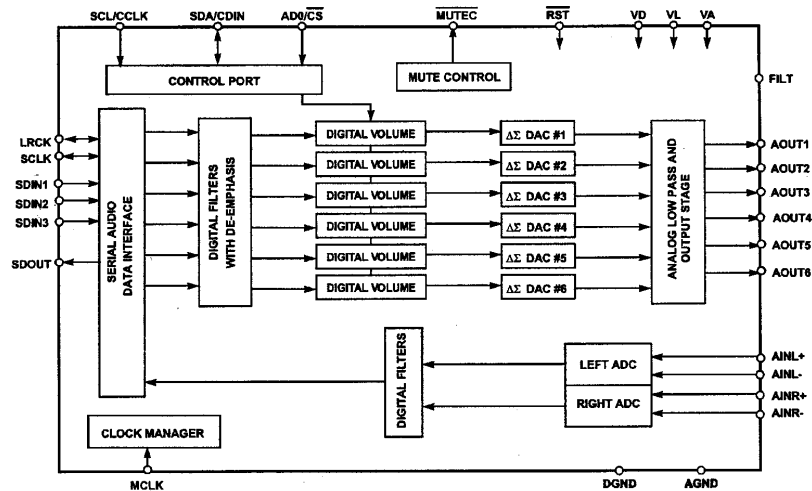 SCL/CCLK SDA/CDIN AD0/CS MUTEC RST VD VL VA
CONTROL PORT
MUTE CONTROL
FILT
LRCK
SCLK
SDIN1
SDIN2
SDIN3
SDOUT
SERIAL AUDIO
DATA INTERFACE
DIGITAL FILTERS
WITH DE-EMPHASIS
DIGITAL VOLUME
DIGITAL VOLUME
DIGITAL VOLUME
DIGITAL VOLUME
DIGITAL VOLUME
DIGITAL VOLUME
ΔΣ DAC #1
ΔΣ DAC #2
ΔΣ DAC #3
ΔΣ DAC #4
ΔΣ DAC #5
ΔΣ DAC #6
ANALOG LOW PASS AND
OUTPUT STAGE
AOUT1
AOUT2
AOUT3
AOUT4
AOUT5
AOUT6
DIGITAL FILTERS
LEFT ADC
RIGHT ADC
AINL+
AINL-
AINR+
AINR-
CLOCK MANAGER
MCLK
DGND
AGND